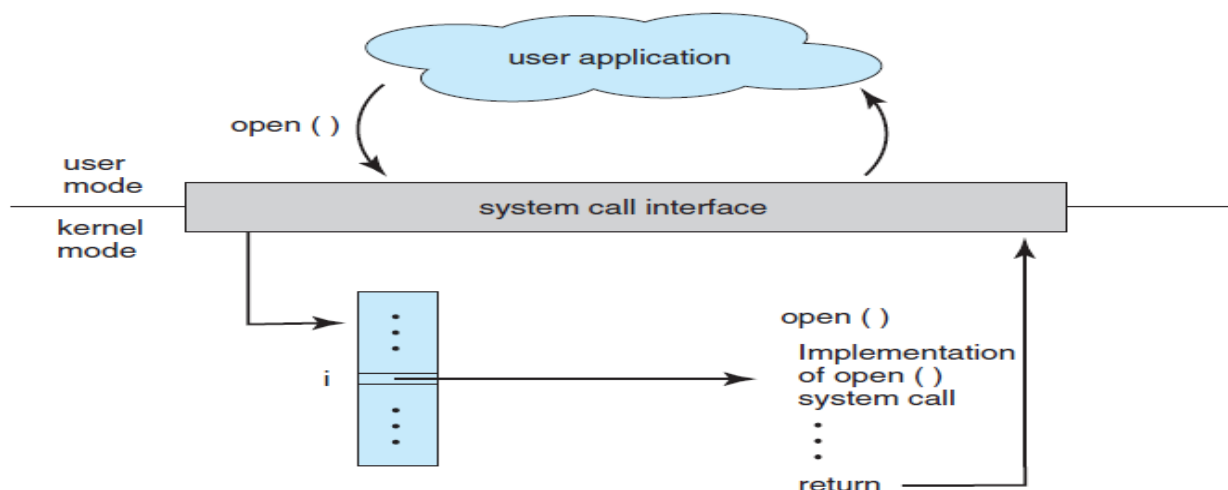 user application
open ( )
user
mode
system call interface
kernel
mode
open ( )
Implementation
of open ( )
system call
i
return